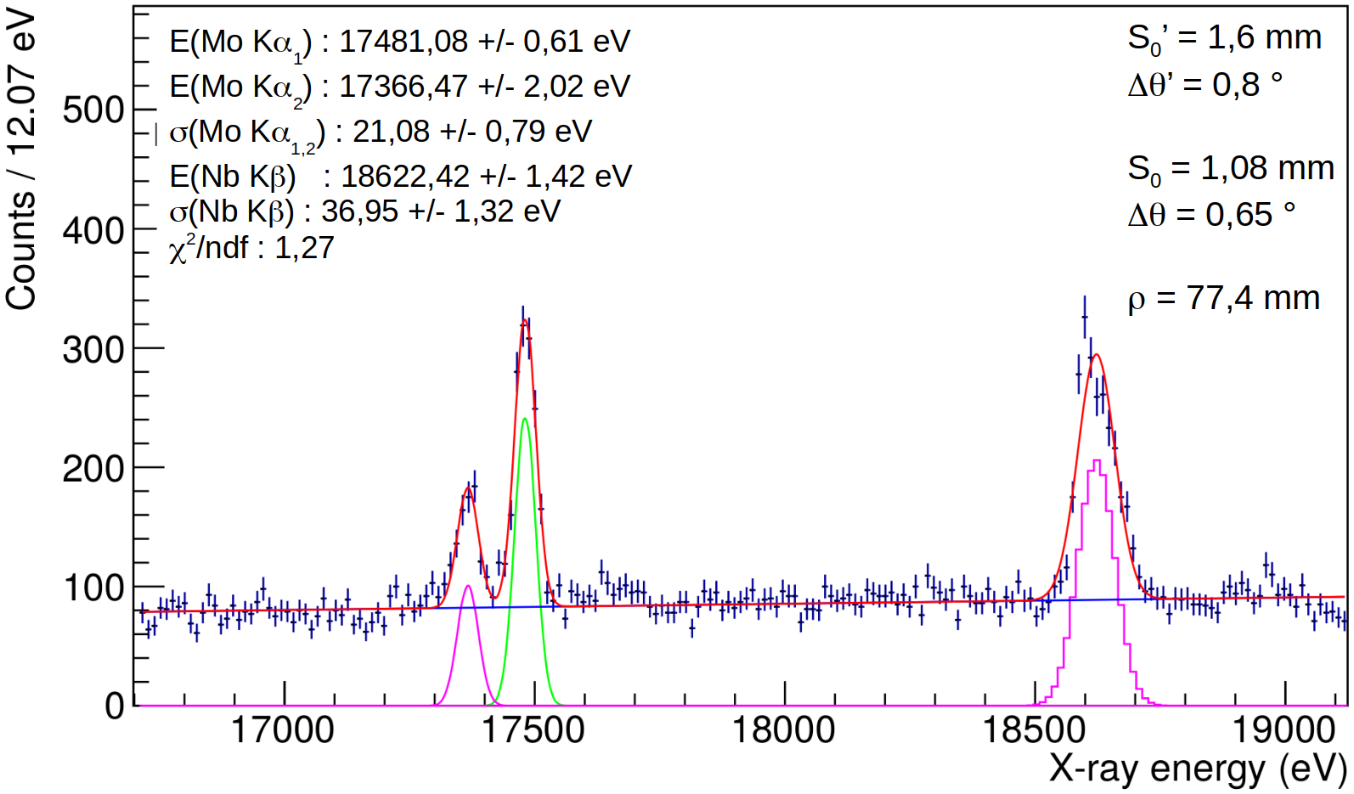 E(Mo Kα₁) : 17481,08 +/- 0,61 eV
E(Mo Kα₂) : 17366,47 +/- 2,02 eV
σ(Mo Kα₁,₂) : 21,08 +/- 0,79 eV
E(Nb Kβ) : 18622,42 +/- 1,42 eV
σ(Nb Kβ) : 36,95 +/- 1,32 eV
χ²/ndf : 1,27
S₀’ = 1,6 mm
Δθ’ = 0,8 °
S₀ = 1,08 mm
Δθ = 0,65 °
ρ = 77,4 mm
Counts / 12.07 eV
500
400
300
200
100
0
17000 17500 18000 18500 19000
X-ray energy (eV)